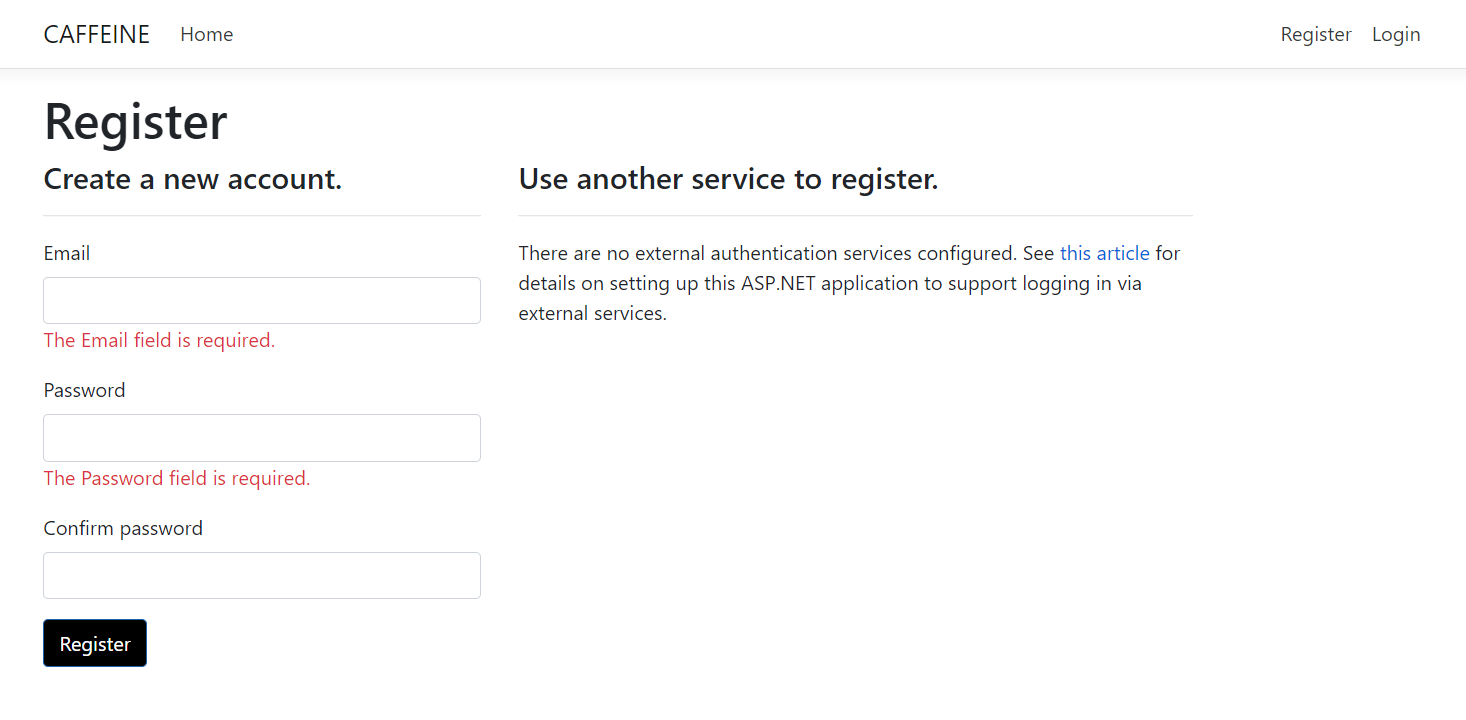 CAFFEINE Home Register Login
Register
Create a new account.
Email
The Email field is required.
Password
The Password field is required.
Confirm password
Register
Use another service to register.
There are no external authentication services configured. See this article for
details on setting up this ASP.NET application to support logging in via
external services.